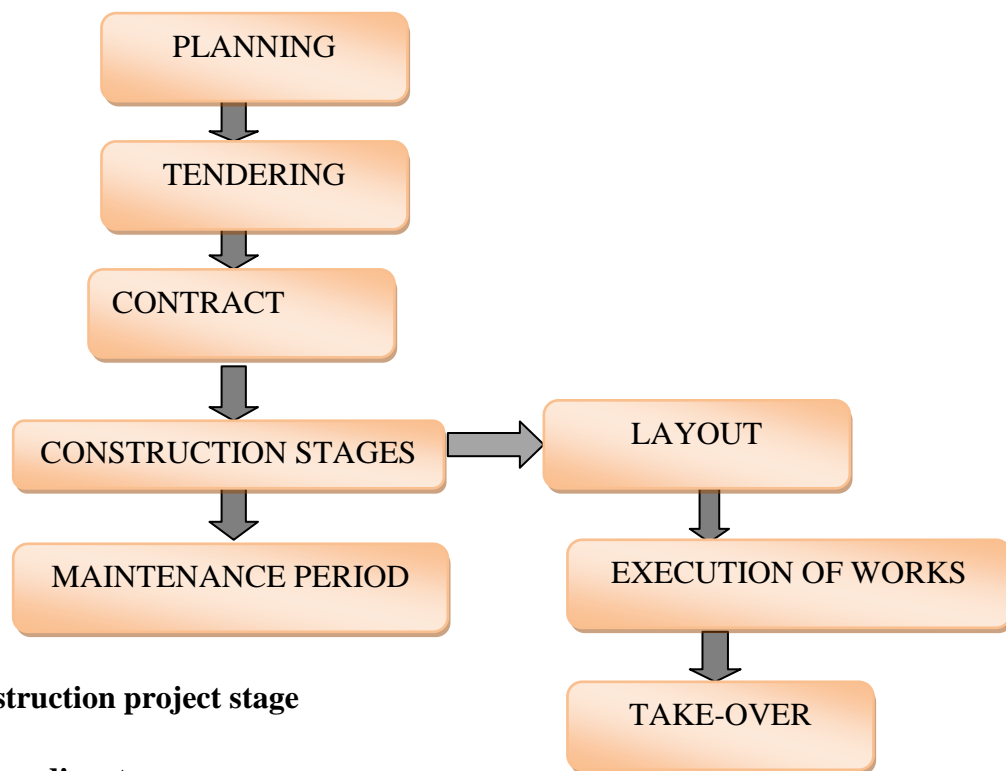 PLANNING
TENDERING
CONTRACT
CONSTRUCTION STAGES
LAYOUT
MAINTENANCE PERIOD
EXECUTION OF WORKS
struction project stage
TAKE-OVER